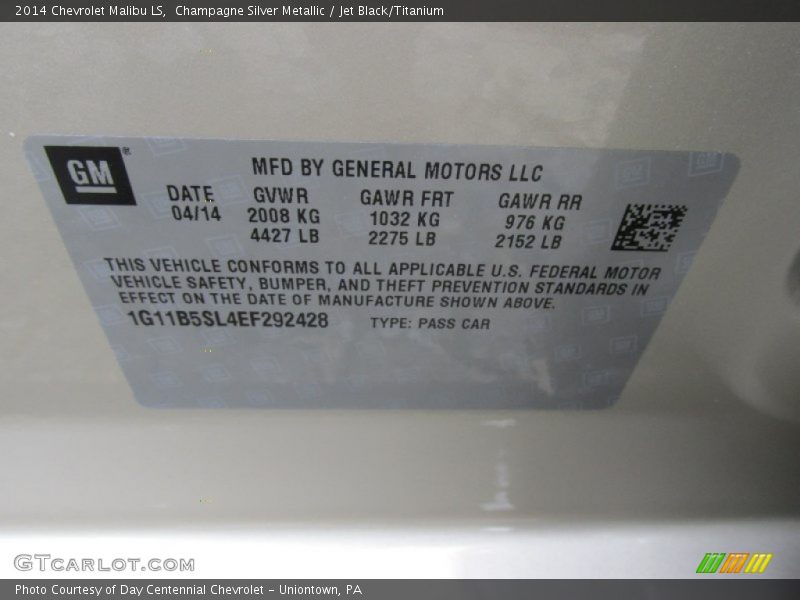 2014 Chevrolet Malibu LS,  Champagne Silver Metallic / Jet Black/Titanium
GM®
MFD BY GENERAL MOTORS LLC
DATE GVWR GAWR FRT GAWR RR
04/14 2008 KG 1032 KG 976 KG
4427 LB 2275 LB 2152 LB
THIS VEHICLE CONFORMS TO ALL APPLICABLE U.S. FEDERAL MOTOR
VEHICLE SAFETY, BUMPER, AND THEFT PREVENTION STANDARDS IN
EFFECT ON THE DATE OF MANUFACTURE SHOWN ABOVE.
1G11B5SL4EF292428 TYPE: PASS CAR
GTCARLOT.COM
Photo Courtesy of Day Centennial Chevrolet - Uniontown, PA